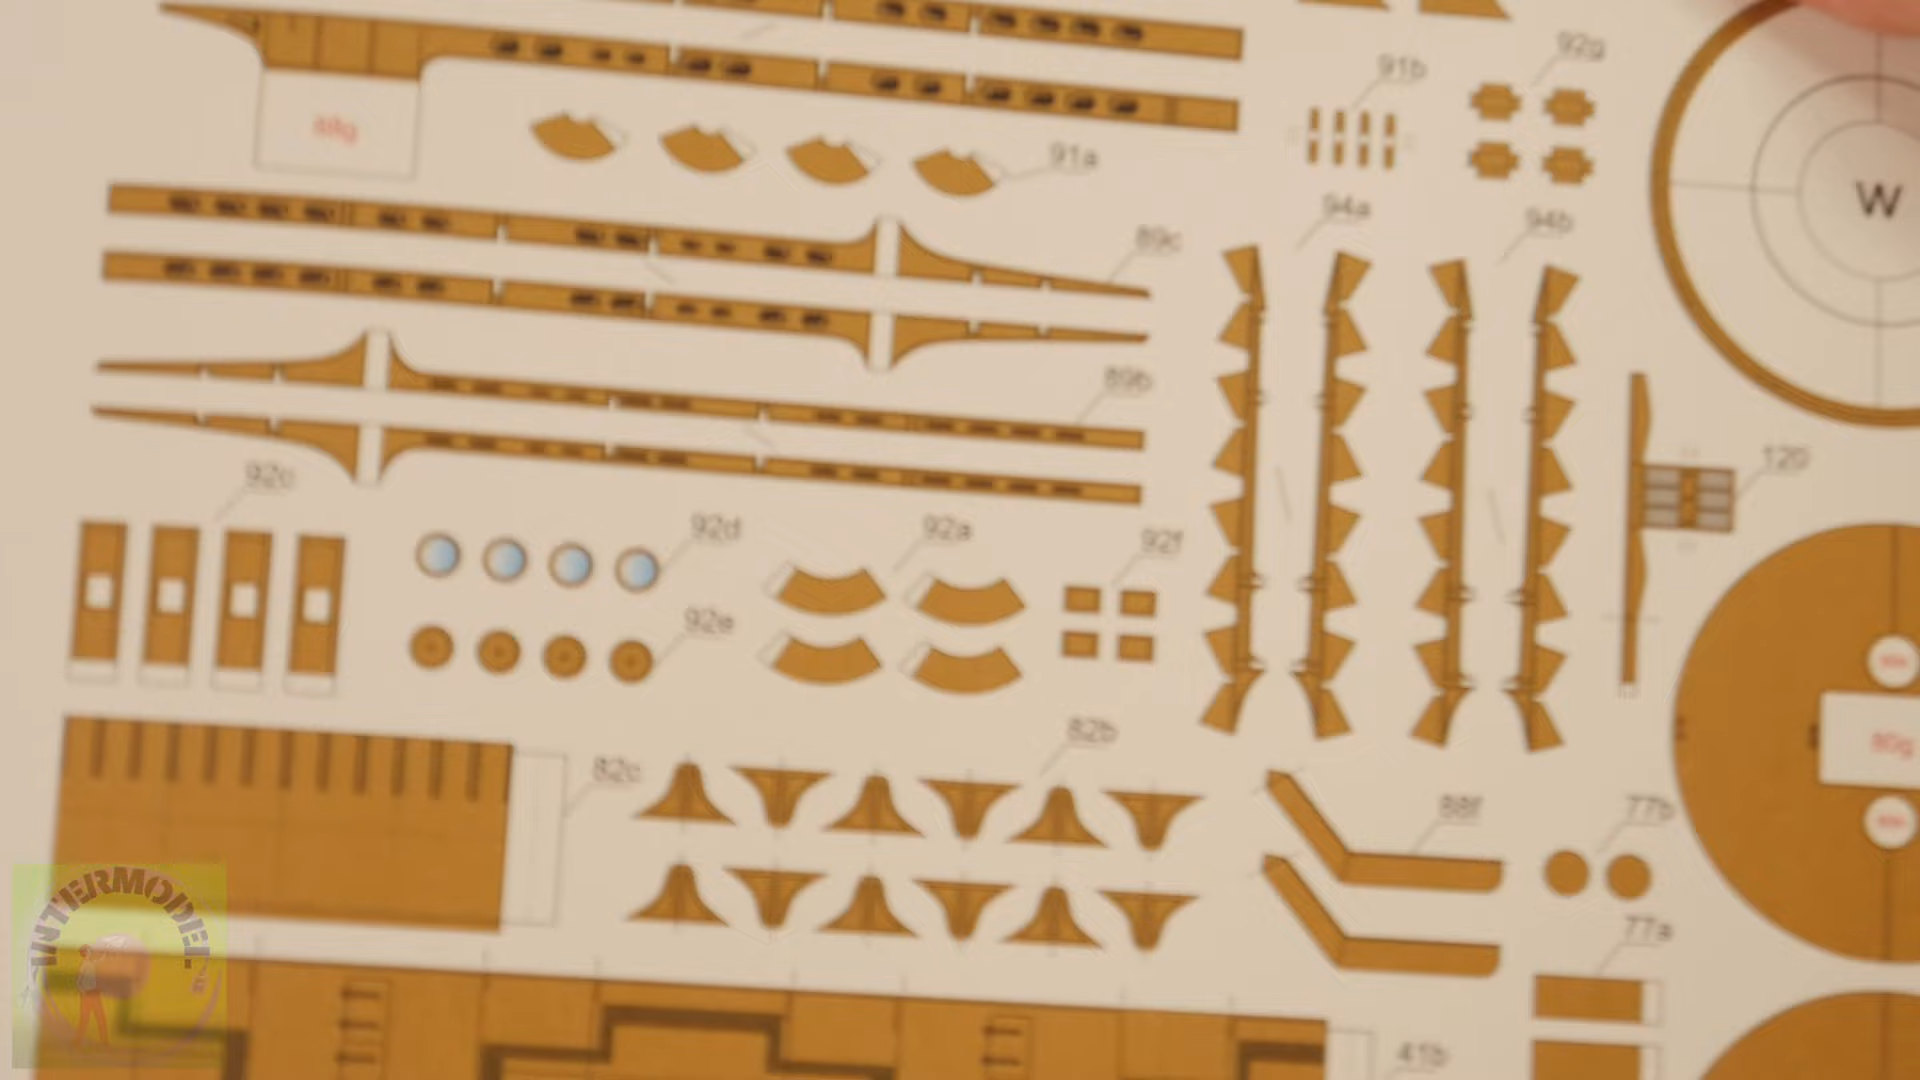 92g
91b
88g
91a
W
94a
94b
89c
89b
120
92c
92d
92a
92f
92e
82b
82c
88f
77b
77a
41b
INTERMODEL